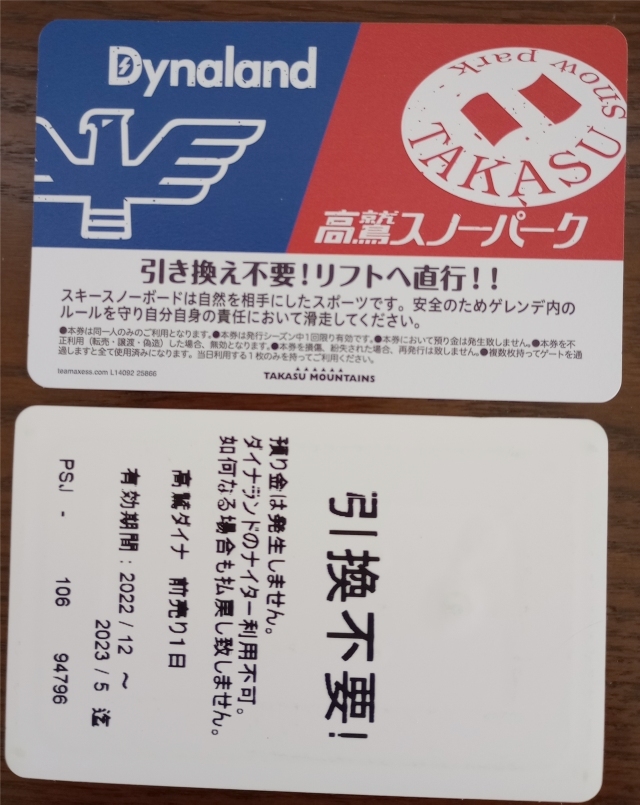 Dynaland
TAKASU
snow park
高鷲スノーパーク
引き換え不要!リフトへ直行!!
スキースノーボードは自然を相手にしたスポーツです。安全のためゲレンデ内の
ルールを守り自分自身の責任において滑走してください。
●本券は同一人のみのご利用となります。●本券は発行シーズン中1回限り有効です。●本券において預り金は発生致しません。●本券を不
正利用(転売・譲渡・偽造)した場合、無効となります。●本券を損傷、紛失された場合、再発行は致しません。●複数枚持ってゲートを通
過しますと全て使用済みになります。当日利用する1枚のみを持ってご利用ください。
teamaxess.com L14092 25866
TAKASU MOUNTAINS
引換不要!
預り金は発生しません。
ダイナランドのナイター利用不可。
如何なる場合も払戻し致しません。
高鷲ダイナ 前売り1日
有効期間:2022/12 ~
2023/5 迄
PSJ - 106 94796